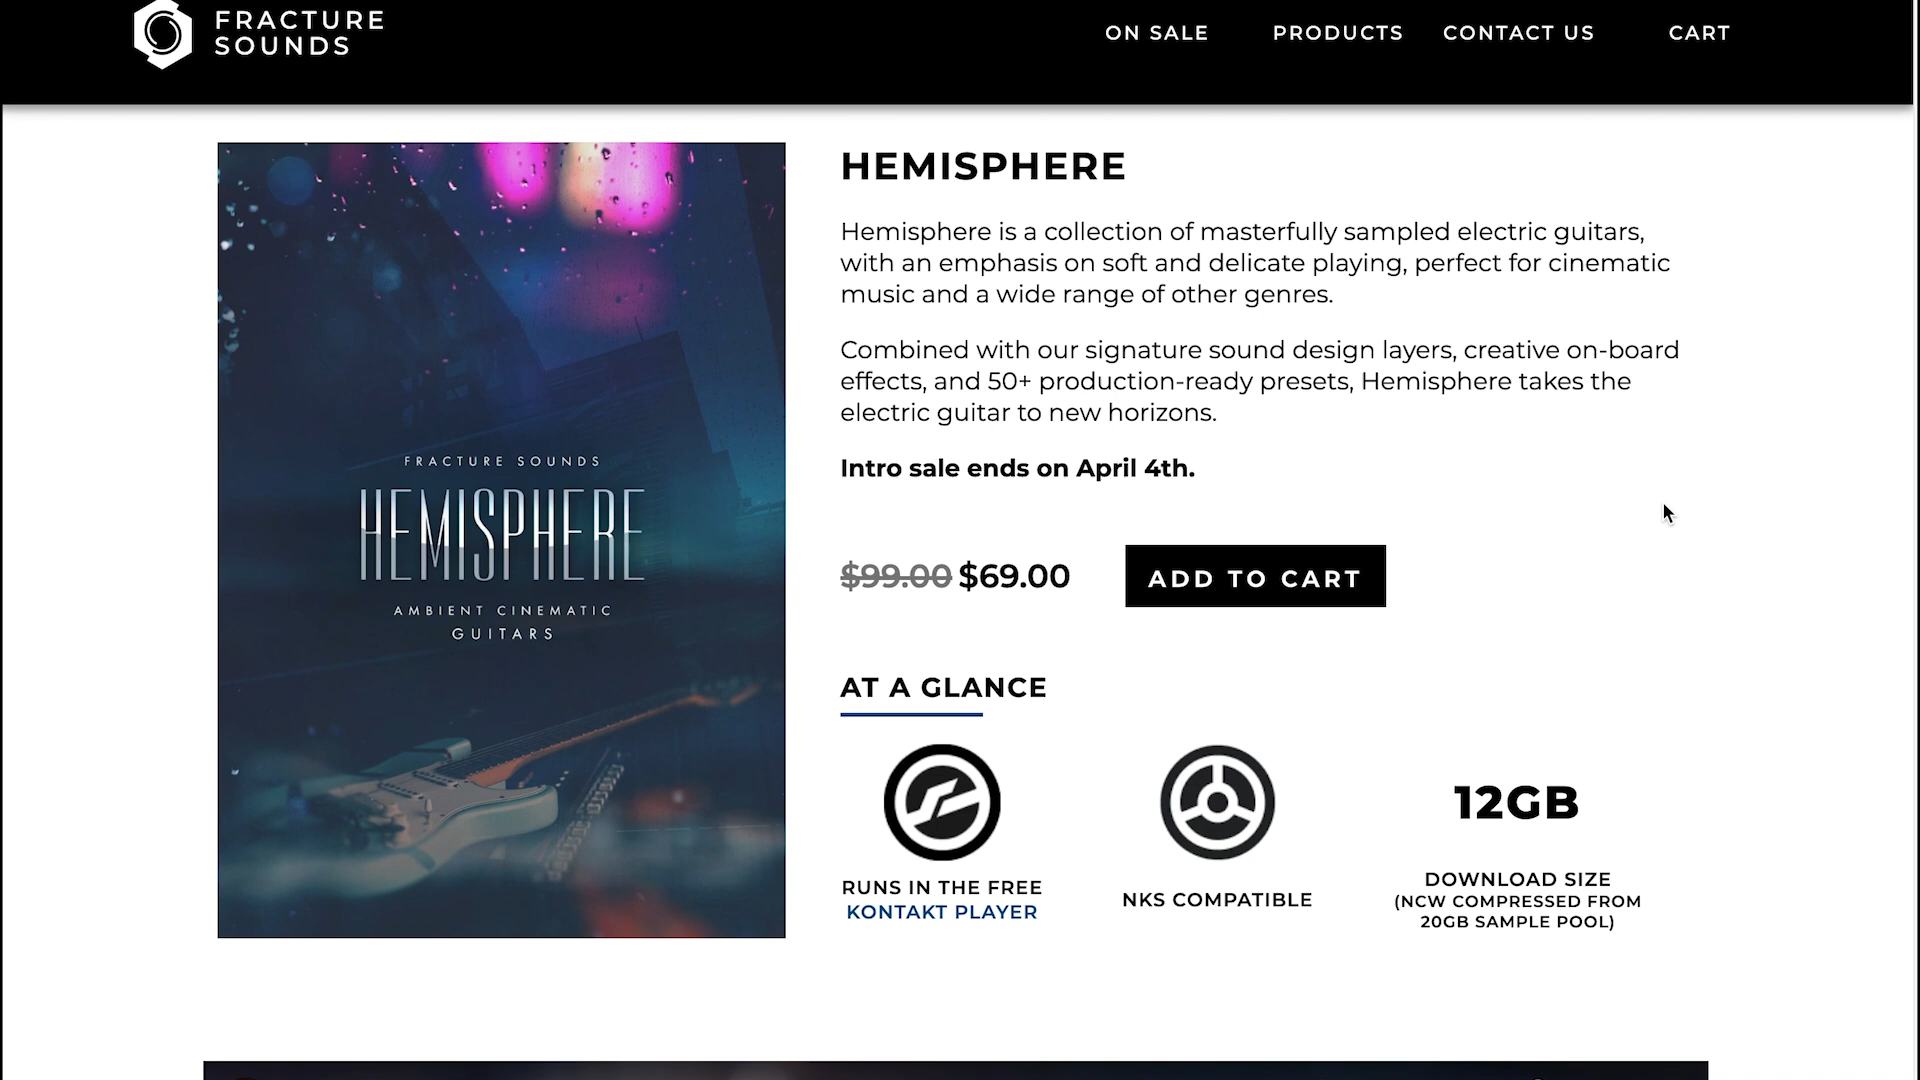 FRACTURE
SOUNDS
ON SALE
PRODUCTS
CONTACT US
CART
FRACTURE SOUNDS
HEMISPHERE
AMBIENT CINEMATIC
GUITARS
HEMISPHERE
Hemisphere is a collection of masterfully sampled electric guitars,
with an emphasis on soft and delicate playing, perfect for cinematic
music and a wide range of other genres.
Combined with our signature sound design layers, creative on-board
effects, and 50+ production-ready presets, Hemisphere takes the
electric guitar to new horizons.
Intro sale ends on April 4th.
$99.00 $69.00
ADD TO CART
AT A GLANCE
RUNS IN THE FREE
KONTAKT PLAYER
NKS COMPATIBLE
12GB
DOWNLOAD SIZE
(NCW COMPRESSED FROM
20GB SAMPLE POOL)